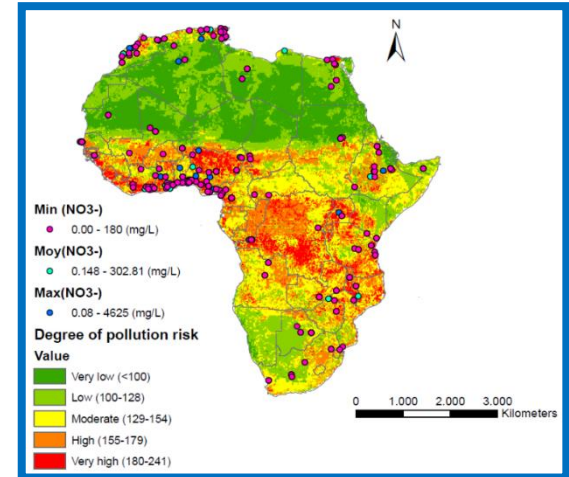 N
Min (NO3-)
0.00 - 180 (mg/L)
Moy(NO3-)
0.148 - 302.81 (mg/L)
Max(NO3-)
0.08 - 4625 (mg/L)
Degree of pollution risk
Value
Very low (<100)
Low (100-128)
Moderate (129-154)
High (155-179)
Very high (180-241)
0 1.000 2.000 3.000
Kilometers